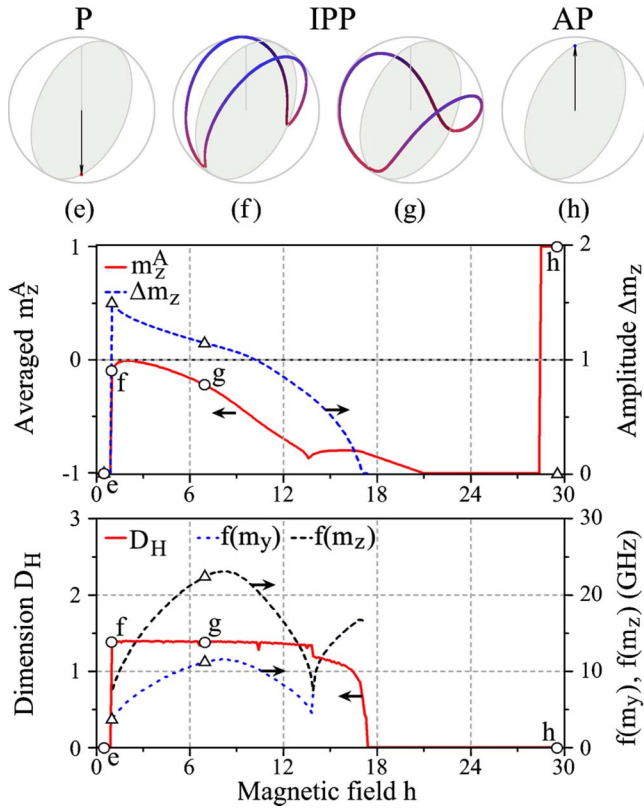 P IPP AP
(e) (f) (g) (h)
Averaged m_z^A
Amplitude Δm_z
1
0
-1
2
1
0
m_z^A
Δm_z
f
g
e
h
0 6 12 18 24 30
Dimension D_H
f(m_y), f(m_z) (GHz)
3
2
1
0
30
20
10
0
D_H f(m_y) f(m_z)
f
g
e
h
0 6 12 18 24 30
Magnetic field h